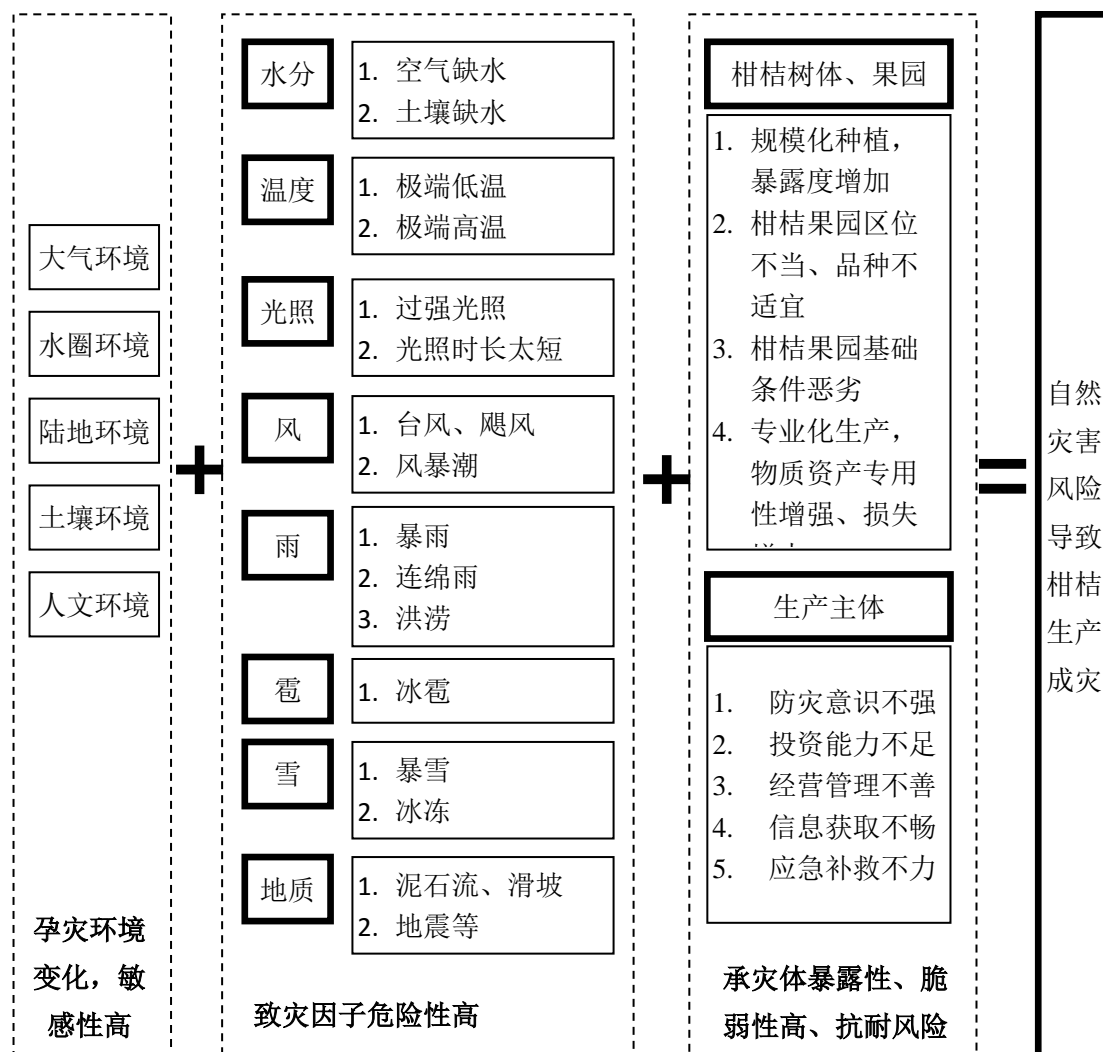 大气环境
水圈环境
陆地环境
土壤环境
人文环境
孕灾环境
变化，敏
感性高
+
水分
1. 空气缺水
2. 土壤缺水
温度
1. 极端低温
2. 极端高温
光照
1. 过强光照
2. 光照时长太短
风
1. 台风、飓风
2. 风暴潮
雨
1. 暴雨
2. 连绵雨
3. 洪涝
雹
1. 冰雹
雪
1. 暴雪
2. 冰冻
地质
1. 泥石流、滑坡
2. 地震等
致灾因子危险性高
+
柑桔树体、果园
1. 规模化种植，
暴露度增加
2. 柑桔果园区位
不当、品种不
适宜
3. 柑桔果园基础
条件恶劣
4. 专业化生产，
物质资产专用
性增强、损失
生产主体
1. 防灾意识不强
2. 投资能力不足
3. 经营管理不善
4. 信息获取不畅
5. 应急补救不力
承灾体暴露性、脆
弱性高、抗耐风险
=
自然
灾害
风险
导致
柑桔
生产
成灾